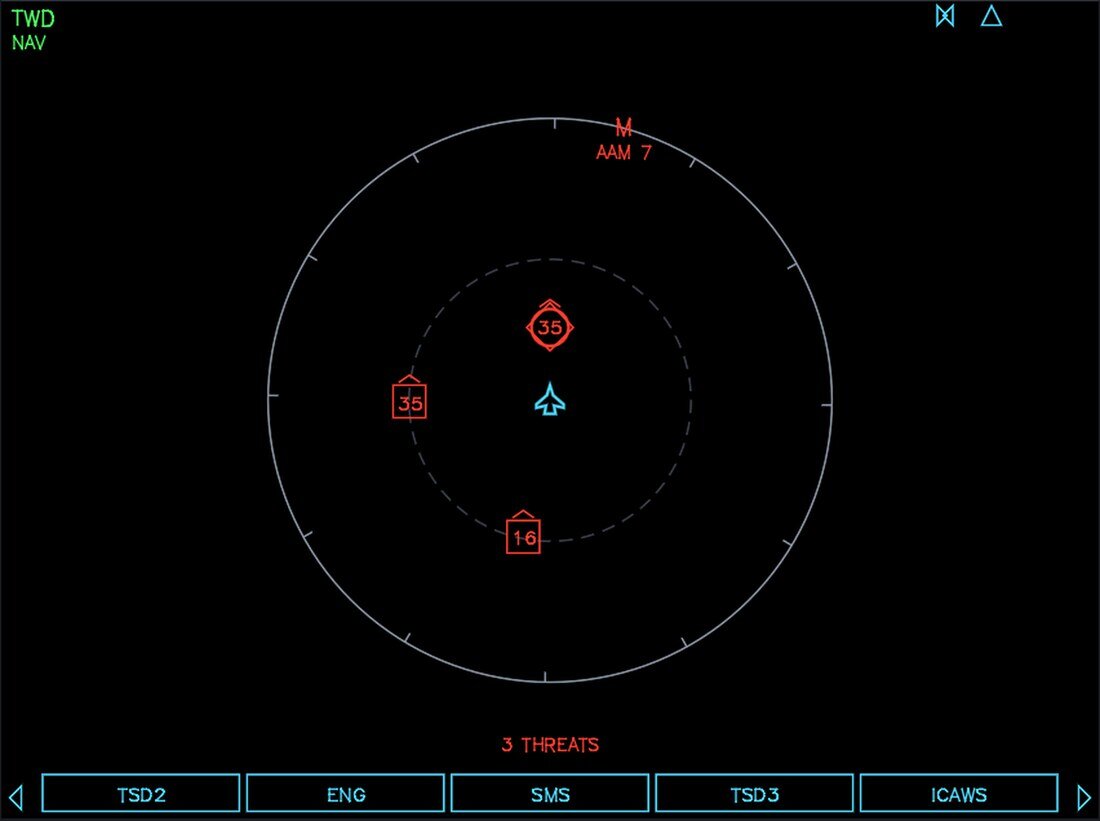 TWD
NAV
M
AAM 7
35
35
16
3 THREATS
TSD2
ENG
SMS
TSD3
ICAWS